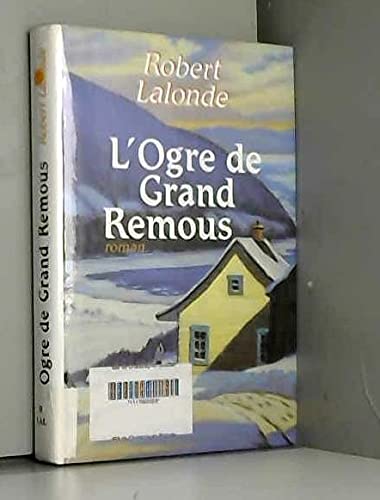 Robert
Lalonde
L'Ogre de
Grand
Remous
roman
Ogre de Grand Remous